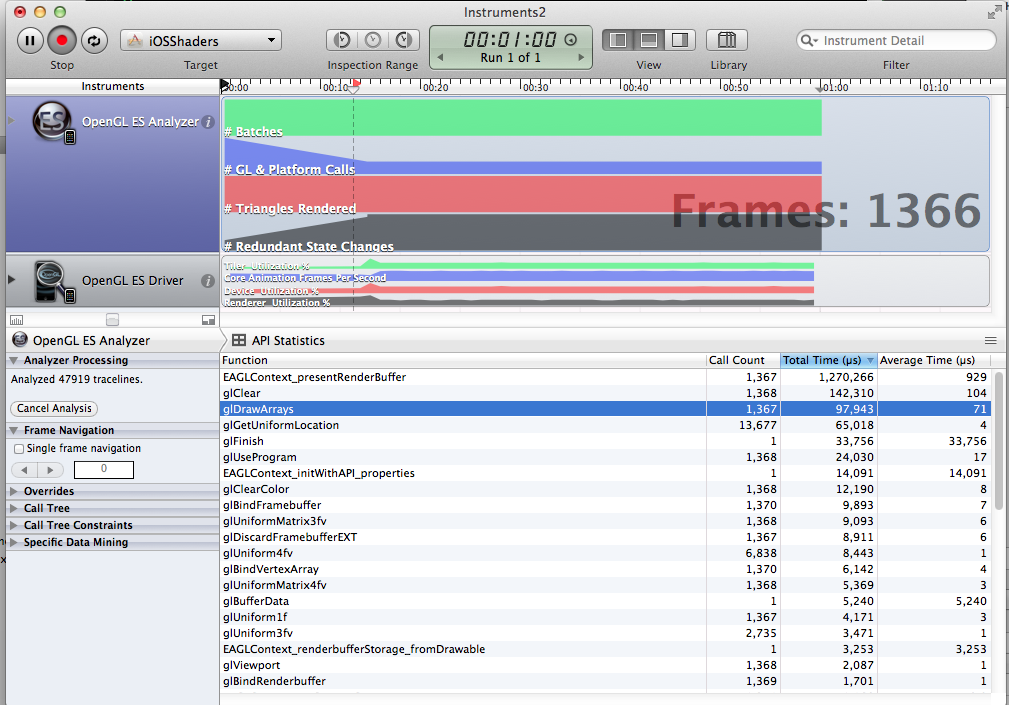 Instruments2
iOSShaders
00:01:00
Run 1 of 1
Stop
Target
Inspection Range
View
Library
Instrument Detail
Filter
Instruments
00:10 00:20 00:30 00:40 00:50 01:00 01:10
OpenGL ES Analyzer
# Batches
# GL & Platform Calls
# Triangles Rendered
# Redundant State Changes
Frames: 1366
OpenGL ES Driver
Tiler Utilization %
Core Animation Frames Per Second
Device Utilization %
Renderer Utilization %
OpenGL ES Analyzer
API Statistics
Analyzer Processing
Analyzed 47919 tracelines.
Cancel Analysis
Frame Navigation
Single frame navigation
0
Overrides
Call Tree
Call Tree Constraints
Specific Data Mining
Function Call Count Total Time (µs) Average Time (µs)
EAGLContext_presentRenderBuffer 1,367 1,270,266 929
glClear 1,368 142,310 104
glDrawArrays 1,367 97,943 71
glGetUniformLocation 13,677 65,018 4
glFinish 1 33,756 33,756
glUseProgram 1,368 24,030 17
EAGLContext_initWithAPI_properties 1 14,091 14,091
glClearColor 1,368 12,190 8
glBindFramebuffer 1,370 9,893 7
glUniformMatrix3fv 1,368 9,093 6
glDiscardFramebufferEXT 1,367 8,911 6
glUniform4fv 6,838 8,443 1
glBindVertexArray 1,370 6,142 4
glUniformMatrix4fv 1,368 5,369 3
glBufferData 1 5,240 5,240
glUniform1f 1,367 4,171 3
glUniform3fv 2,735 3,471 1
EAGLContext_renderbufferStorage_fromDrawable 1 3,253 3,253
glViewport 1,368 2,087 1
glBindRenderbuffer 1,369 1,701 1